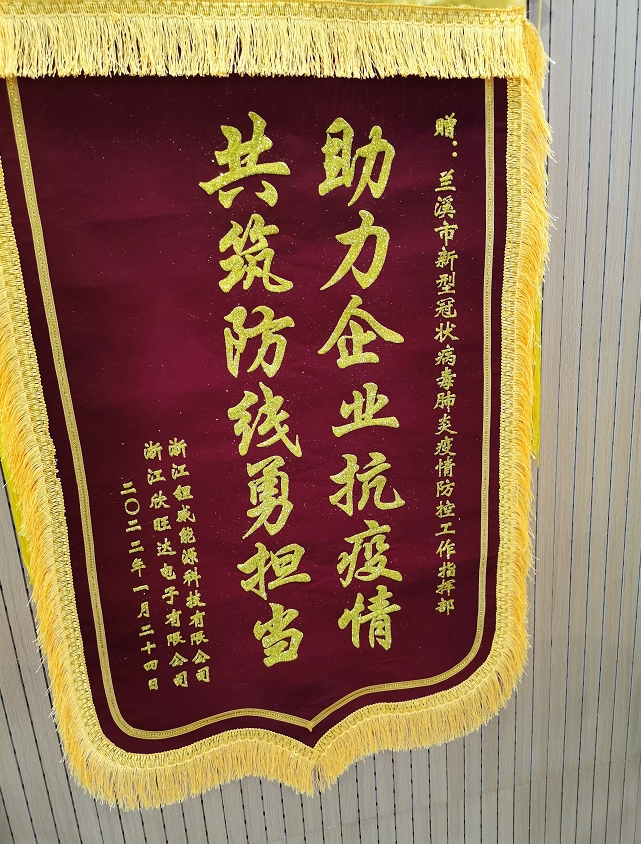 赠：兰溪市新型冠状病毒肺炎疫情防控工作指挥部
助力企业抗疫情
共筑防线勇担当
浙江锂威能源科技有限公司
浙江欣旺达电子有限公司
二〇二二年一月二十四日